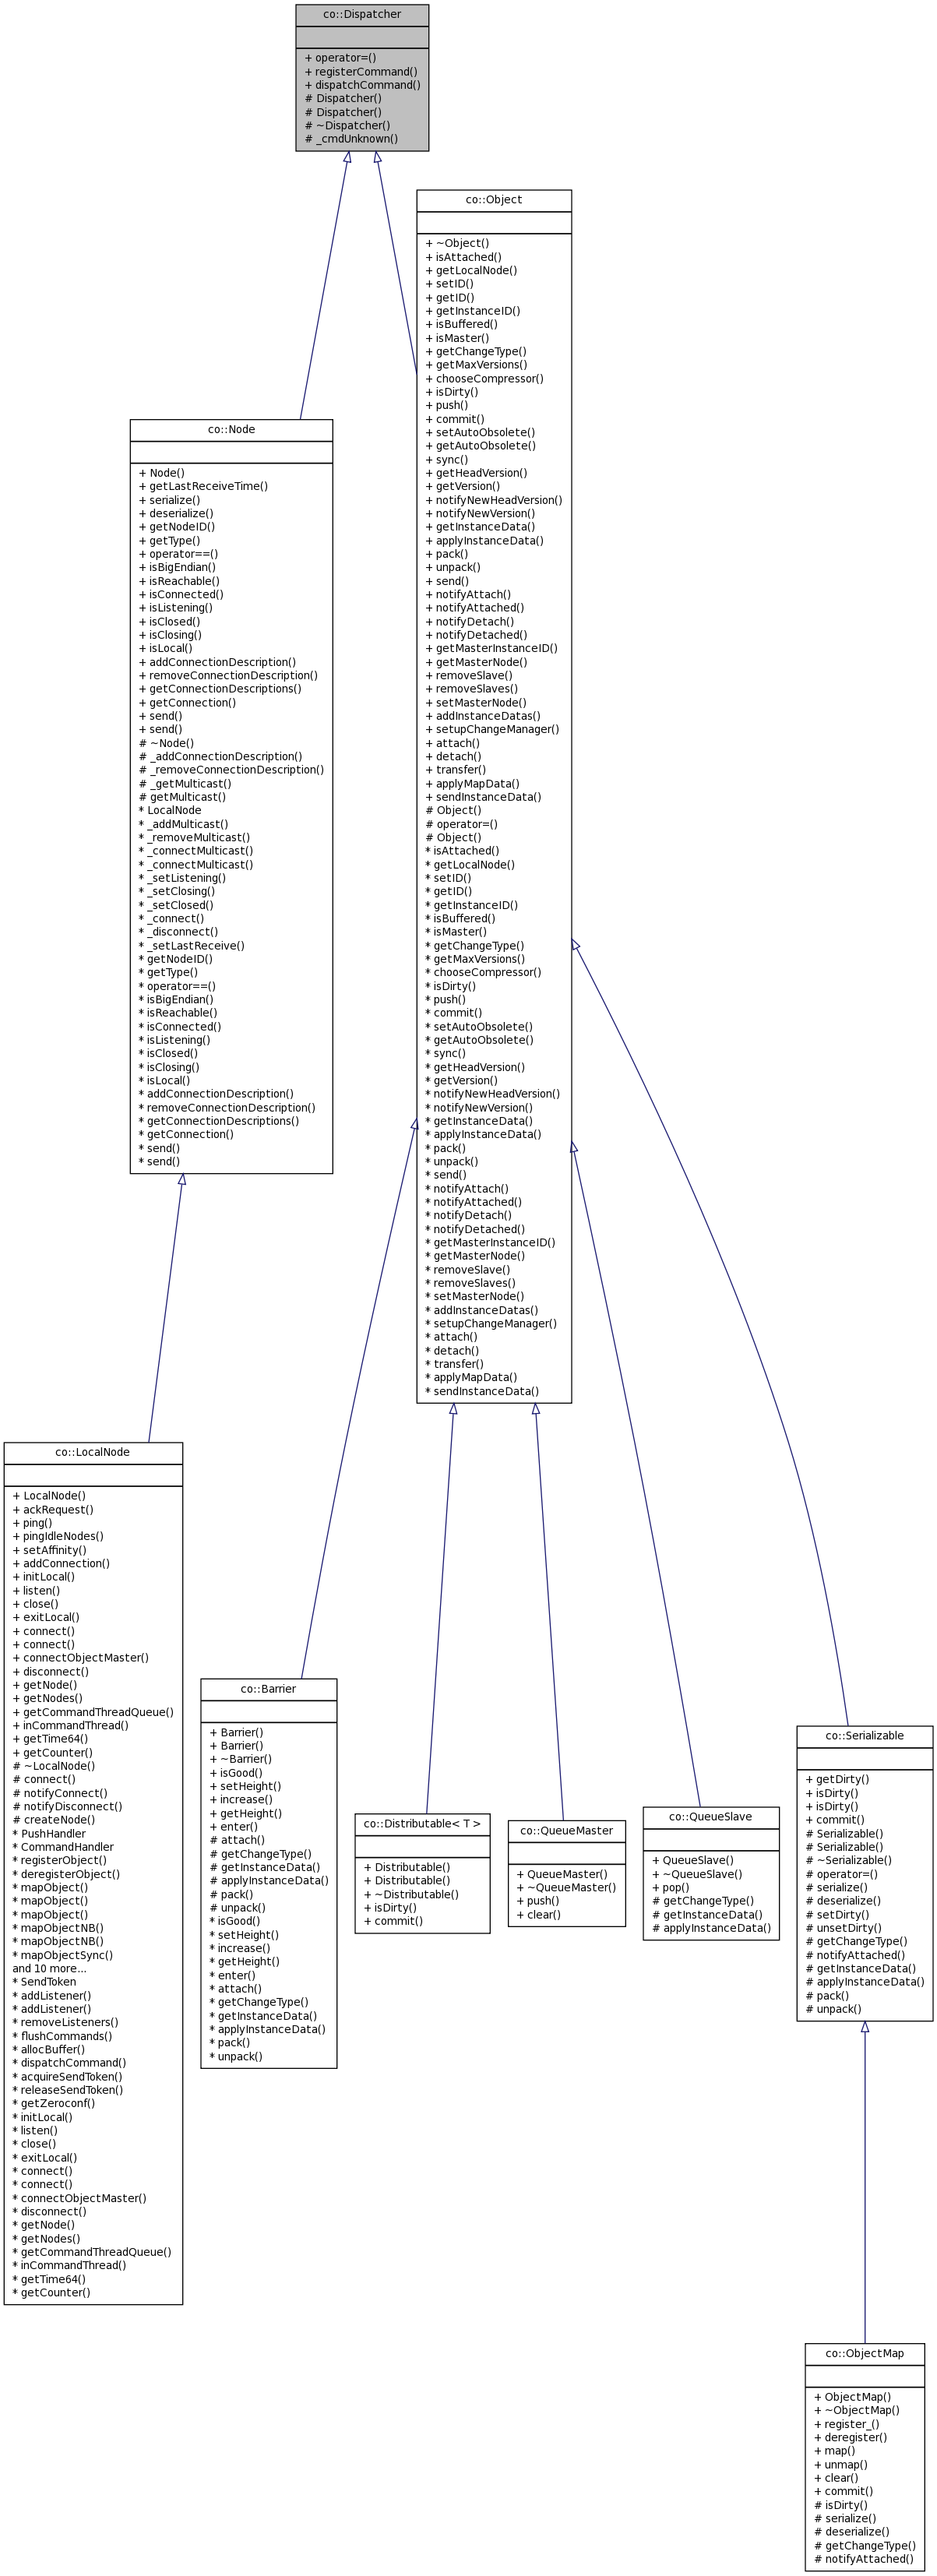 co::Dispatcher
+ operator=()
+ registerCommand()
+ dispatchCommand()
# Dispatcher()
# Dispatcher()
# ~Dispatcher()
# _cmdUnknown()
co::Object
+ ~Object()
+ isAttached()
+ getLocalNode()
+ setID()
+ getID()
+ getInstanceID()
+ isBuffered()
+ isMaster()
+ getChangeType()
+ getMaxVersions()
+ chooseCompressor()
+ isDirty()
+ push()
+ commit()
+ setAutoObsolete()
+ getAutoObsolete()
+ sync()
+ getHeadVersion()
+ getVersion()
+ notifyNewHeadVersion()
+ notifyNewVersion()
+ getInstanceData()
+ applyInstanceData()
+ pack()
+ unpack()
+ send()
+ notifyAttach()
+ notifyAttached()
+ notifyDetach()
+ notifyDetached()
+ getMasterInstanceID()
+ getMasterNode()
+ removeSlave()
+ removeSlaves()
+ setMasterNode()
+ addInstanceDatas()
+ setupChangeManager()
+ attach()
+ detach()
+ transfer()
+ applyMapData()
+ sendInstanceData()
# Object()
# operator=()
# Object()
* isAttached()
* getLocalNode()
* setID()
* getID()
* getInstanceID()
* isBuffered()
* isMaster()
* getChangeType()
* getMaxVersions()
* chooseCompressor()
* isDirty()
* push()
* commit()
* setAutoObsolete()
* getAutoObsolete()
* sync()
* getHeadVersion()
* getVersion()
* notifyNewHeadVersion()
* notifyNewVersion()
* getInstanceData()
* applyInstanceData()
* pack()
* unpack()
* send()
* notifyAttach()
* notifyAttached()
* notifyDetach()
* notifyDetached()
* getMasterInstanceID()
* getMasterNode()
* removeSlave()
* removeSlaves()
* setMasterNode()
* addInstanceDatas()
* setupChangeManager()
* attach()
* detach()
* transfer()
* applyMapData()
* sendInstanceData()
co::Node
+ Node()
+ getLastReceiveTime()
+ serialize()
+ deserialize()
+ getNodeID()
+ getType()
+ operator==()
+ isBigEndian()
+ isReachable()
+ isConnected()
+ isListening()
+ isClosed()
+ isClosing()
+ isLocal()
+ addConnectionDescription()
+ removeConnectionDescription()
+ getConnectionDescriptions()
+ getConnection()
+ send()
+ send()
# ~Node()
# _addConnectionDescription()
# _removeConnectionDescription()
# _getMulticast()
# getMulticast()
* LocalNode
* _addMulticast()
* _removeMulticast()
* _connectMulticast()
* _connectMulticast()
* _setListening()
* _setClosing()
* _setClosed()
* _connect()
* _disconnect()
* _setLastReceive()
* getNodeID()
* getType()
* operator==()
* isBigEndian()
* isReachable()
* isConnected()
* isListening()
* isClosed()
* isClosing()
* isLocal()
* addConnectionDescription()
* removeConnectionDescription()
* getConnectionDescriptions()
* getConnection()
* send()
* send()
co::LocalNode
+ LocalNode()
+ ackRequest()
+ ping()
+ pingIdleNodes()
+ setAffinity()
+ addConnection()
+ initLocal()
+ listen()
+ close()
+ exitLocal()
+ connect()
+ connect()
+ connectObjectMaster()
+ disconnect()
+ getNode()
+ getNodes()
+ getCommandThreadQueue()
+ inCommandThread()
+ getTime64()
+ getCounter()
# ~LocalNode()
# connect()
# notifyConnect()
# notifyDisconnect()
# createNode()
* PushHandler
* CommandHandler
* registerObject()
* deregisterObject()
* mapObject()
* mapObject()
* mapObject()
* mapObjectNB()
* mapObjectNB()
* mapObjectSync()
and 10 more...
* SendToken
* addListener()
* addListener()
* removeListeners()
* flushCommands()
* allocBuffer()
* dispatchCommand()
* acquireSendToken()
* releaseSendToken()
* getZeroconf()
* initLocal()
* listen()
* close()
* exitLocal()
* connect()
* connect()
* connectObjectMaster()
* disconnect()
* getNode()
* getNodes()
* getCommandThreadQueue()
* inCommandThread()
* getTime64()
* getCounter()
co::Barrier
+ Barrier()
+ Barrier()
+ ~Barrier()
+ isGood()
+ setHeight()
+ increase()
+ getHeight()
+ enter()
# attach()
# getChangeType()
# getInstanceData()
# applyInstanceData()
# pack()
# unpack()
* isGood()
* setHeight()
* increase()
* getHeight()
* enter()
* attach()
* getChangeType()
* getInstanceData()
* applyInstanceData()
* pack()
* unpack()
co::Distributable< T >
+ Distributable()
+ Distributable()
+ ~Distributable()
+ isDirty()
+ commit()
co::QueueMaster
+ QueueMaster()
+ ~QueueMaster()
+ push()
+ clear()
co::QueueSlave
+ QueueSlave()
+ ~QueueSlave()
+ pop()
# getChangeType()
# getInstanceData()
# applyInstanceData()
co::Serializable
+ getDirty()
+ isDirty()
+ isDirty()
+ commit()
# Serializable()
# Serializable()
# ~Serializable()
# operator=()
# serialize()
# deserialize()
# setDirty()
# unsetDirty()
# getChangeType()
# notifyAttached()
# getInstanceData()
# applyInstanceData()
# pack()
# unpack()
co::ObjectMap
+ ObjectMap()
+ ~ObjectMap()
+ register_()
+ deregister()
+ map()
+ unmap()
+ clear()
+ commit()
# isDirty()
# serialize()
# deserialize()
# getChangeType()
# notifyAttached()